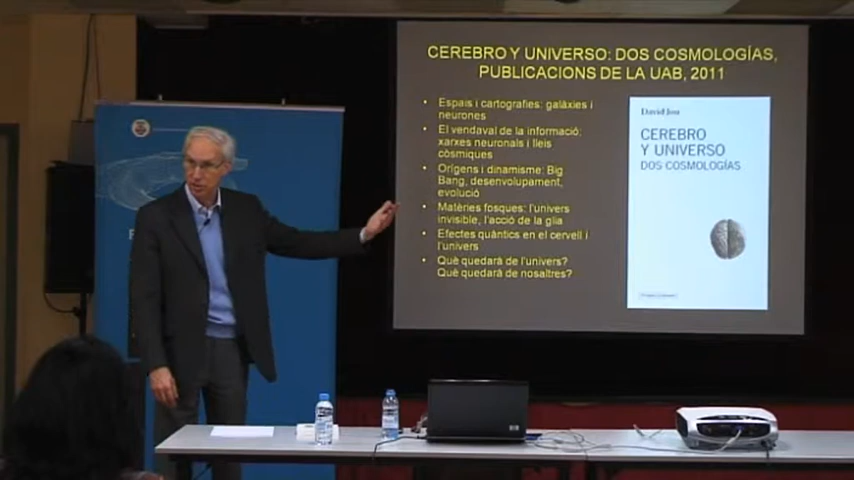 CEREBRO Y UNIVERSO: DOS COSMOLOGÍAS,
PUBLICACIONS DE LA UAB, 2011
• Espais i cartografies: galàxies i
neurones
• El vendaval de la informació:
xarxes neuronals i lleis
còsmiques
• Orígens i dinamisme: Big
Bang, desenvolupament,
evolució
• Matèries fosques: l'univers
invisible, l'acció de la glia
• Efectes quàntics en el cervell i
l'univers
• Què quedarà de l'univers?
Què quedarà de nosaltres?
David Jou
CEREBRO
Y UNIVERSO
DOS COSMOLOGÍAS
hp